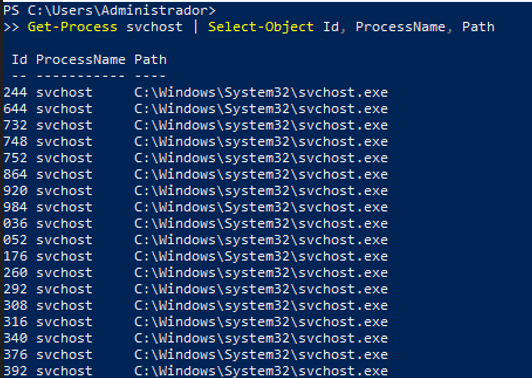 PS C:\Users\Administrador>
>> Get-Process svchost | Select-Object Id, ProcessName, Path
Id ProcessName Path
-- ----------- ----
244 svchost C:\Windows\System32\svchost.exe
644 svchost C:\Windows\System32\svchost.exe
732 svchost C:\Windows\System32\svchost.exe
748 svchost C:\Windows\System32\svchost.exe
752 svchost C:\Windows\System32\svchost.exe
864 svchost C:\Windows\System32\svchost.exe
920 svchost C:\Windows\System32\svchost.exe
984 svchost C:\Windows\System32\svchost.exe
036 svchost C:\Windows\System32\svchost.exe
052 svchost C:\Windows\System32\svchost.exe
176 svchost C:\Windows\System32\svchost.exe
260 svchost C:\Windows\System32\svchost.exe
292 svchost C:\Windows\System32\svchost.exe
308 svchost C:\Windows\System32\svchost.exe
316 svchost C:\Windows\System32\svchost.exe
340 svchost C:\Windows\system32\svchost.exe
376 svchost C:\Windows\System32\svchost.exe
392 svchost C:\Windows\System32\svchost.exe